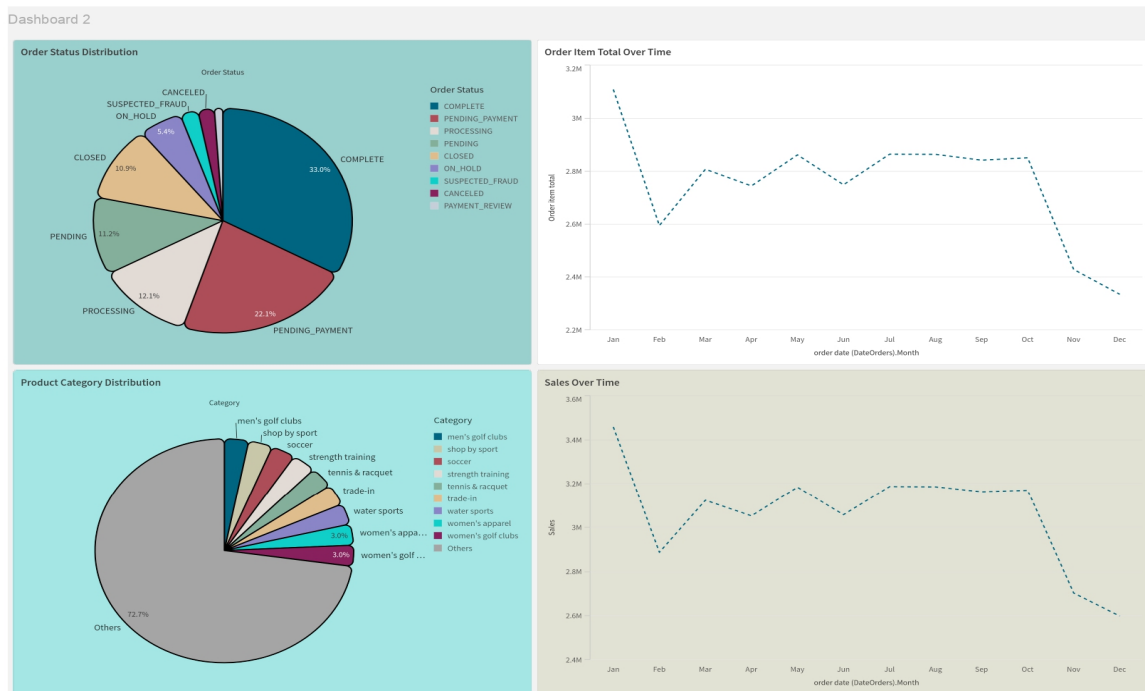 Dashboard 2
Order Status Distribution
Order Status
CANCELED
SUSPECTED_FRAUD
ON_HOLD
5.4%
CLOSED
10.9%
COMPLETE
33.0%
PENDING
11.2%
PROCESSING
12.1%
22.1%
PENDING_PAYMENT
Order Status
COMPLETE
PENDING_PAYMENT
PROCESSING
PENDING
CLOSED
ON_HOLD
SUSPECTED_FRAUD
CANCELED
PAYMENT_REVIEW
Order Item Total Over Time
3.2M
3M
2.8M
2.6M
2.4M
2.2M
Order item total
Jan Feb Mar Apr May Jun Jul Aug Sep Oct Nov Dec
order date (DateOrders).Month
Product Category Distribution
Category
men's golf clubs
shop by sport
soccer
strength training
tennis & racquet
trade-in
water sports
women's appa...
3.0%
women's golf ...
3.0%
72.7%
Others
Category
men's golf clubs
shop by sport
soccer
strength training
tennis & racquet
trade-in
water sports
women's apparel
women's golf clubs
Others
Sales Over Time
3.6M
3.4M
3.2M
3M
2.8M
2.6M
2.4M
Sales
Jan Feb Mar Apr May Jun Jul Aug Sep Oct Nov Dec
order date (DateOrders).Month